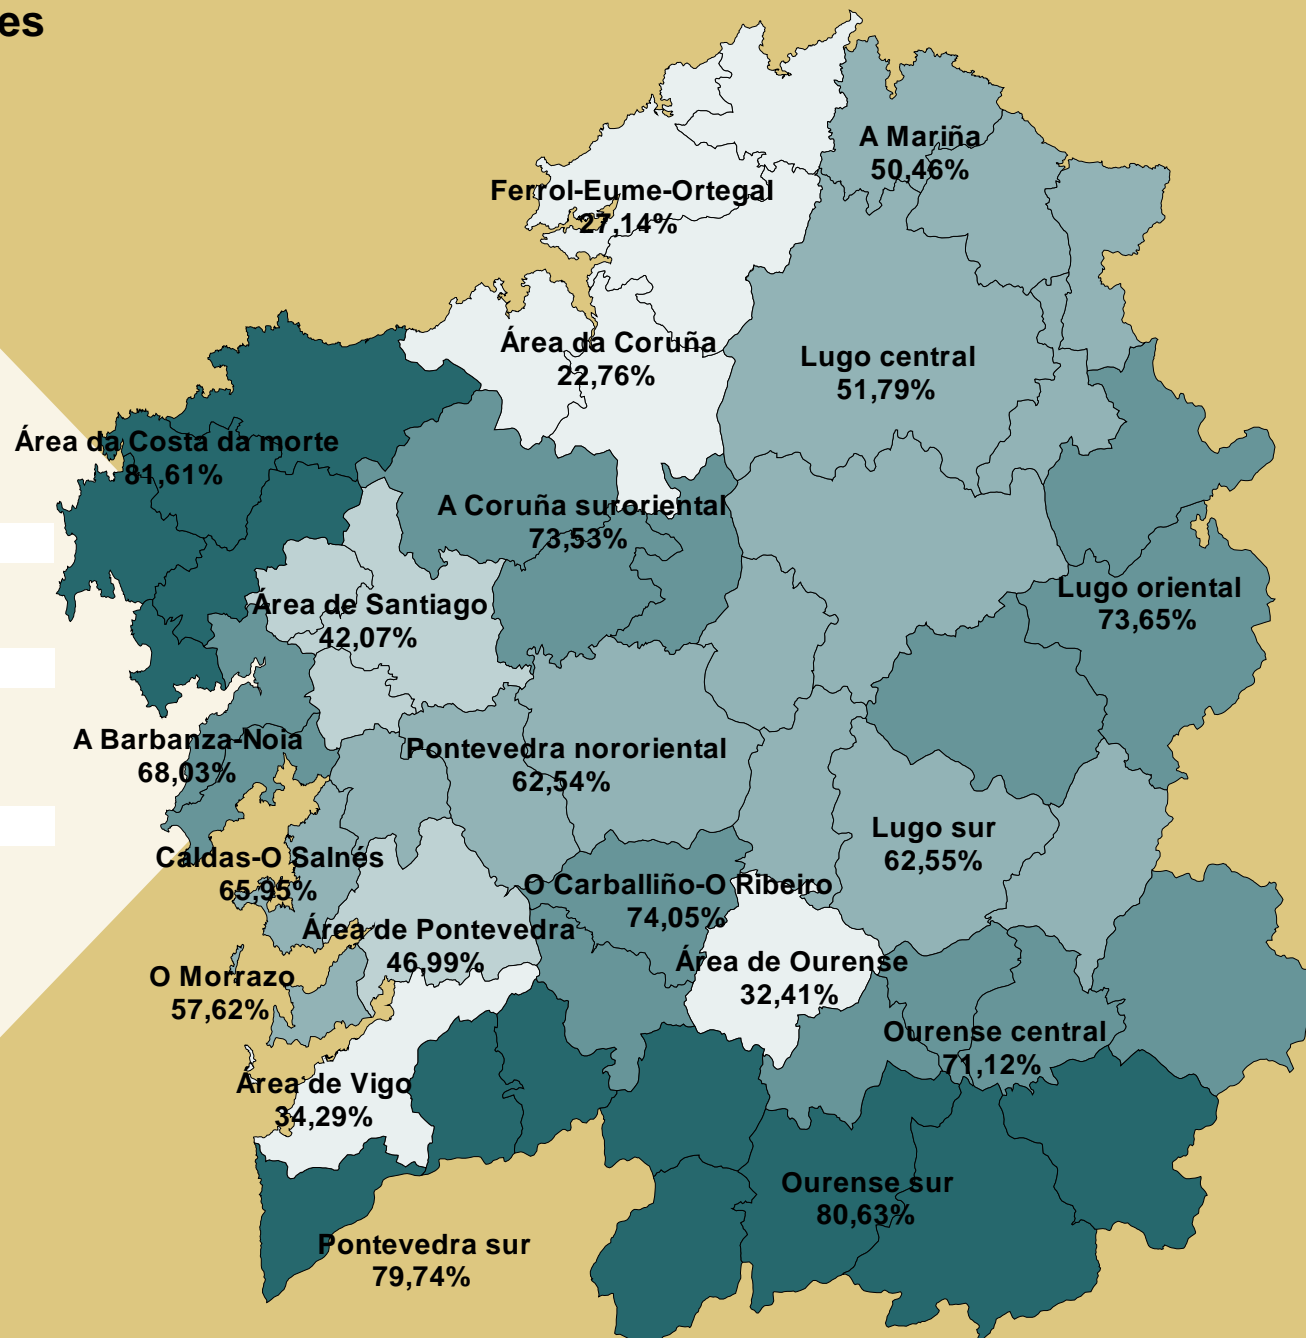 es
A Mariña
50,46%
Ferrol-Eume-Ortegal
27,14%
Área da Coruña
22,76%
Lugo central
51,79%
Área da Costa da morte
81,61%
A Coruña suroriental
73,53%
Lugo oriental
73,65%
Área de Santiago
42,07%
A Barbanza-Noia
68,03%
Pontevedra nororiental
62,54%
Lugo sur
62,55%
Caldas-O Salnés
65,95%
O Carballiño-O Ribeiro
74,05%
Área de Pontevedra
46,99%
Área de Ourense
32,41%
O Morrazo
57,62%
Ourense central
71,12%
Área de Vigo
34,29%
Ourense sur
80,63%
Pontevedra sur
79,74%